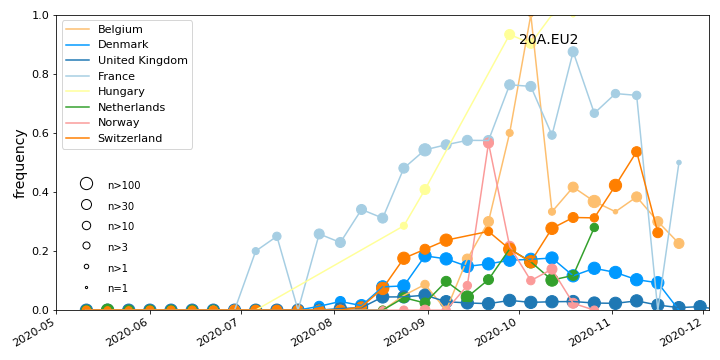 1.0
0.8
0.6
0.4
0.2
0.0
frequency
Belgium
Denmark
United Kingdom
France
Hungary
Netherlands
Norway
Switzerland
n>100
n>30
n>10
n>3
n>1
n=1
20A.EU2
2020-05
2020-06
2020-07
2020-08
2020-09
2020-10
2020-11
2020-12